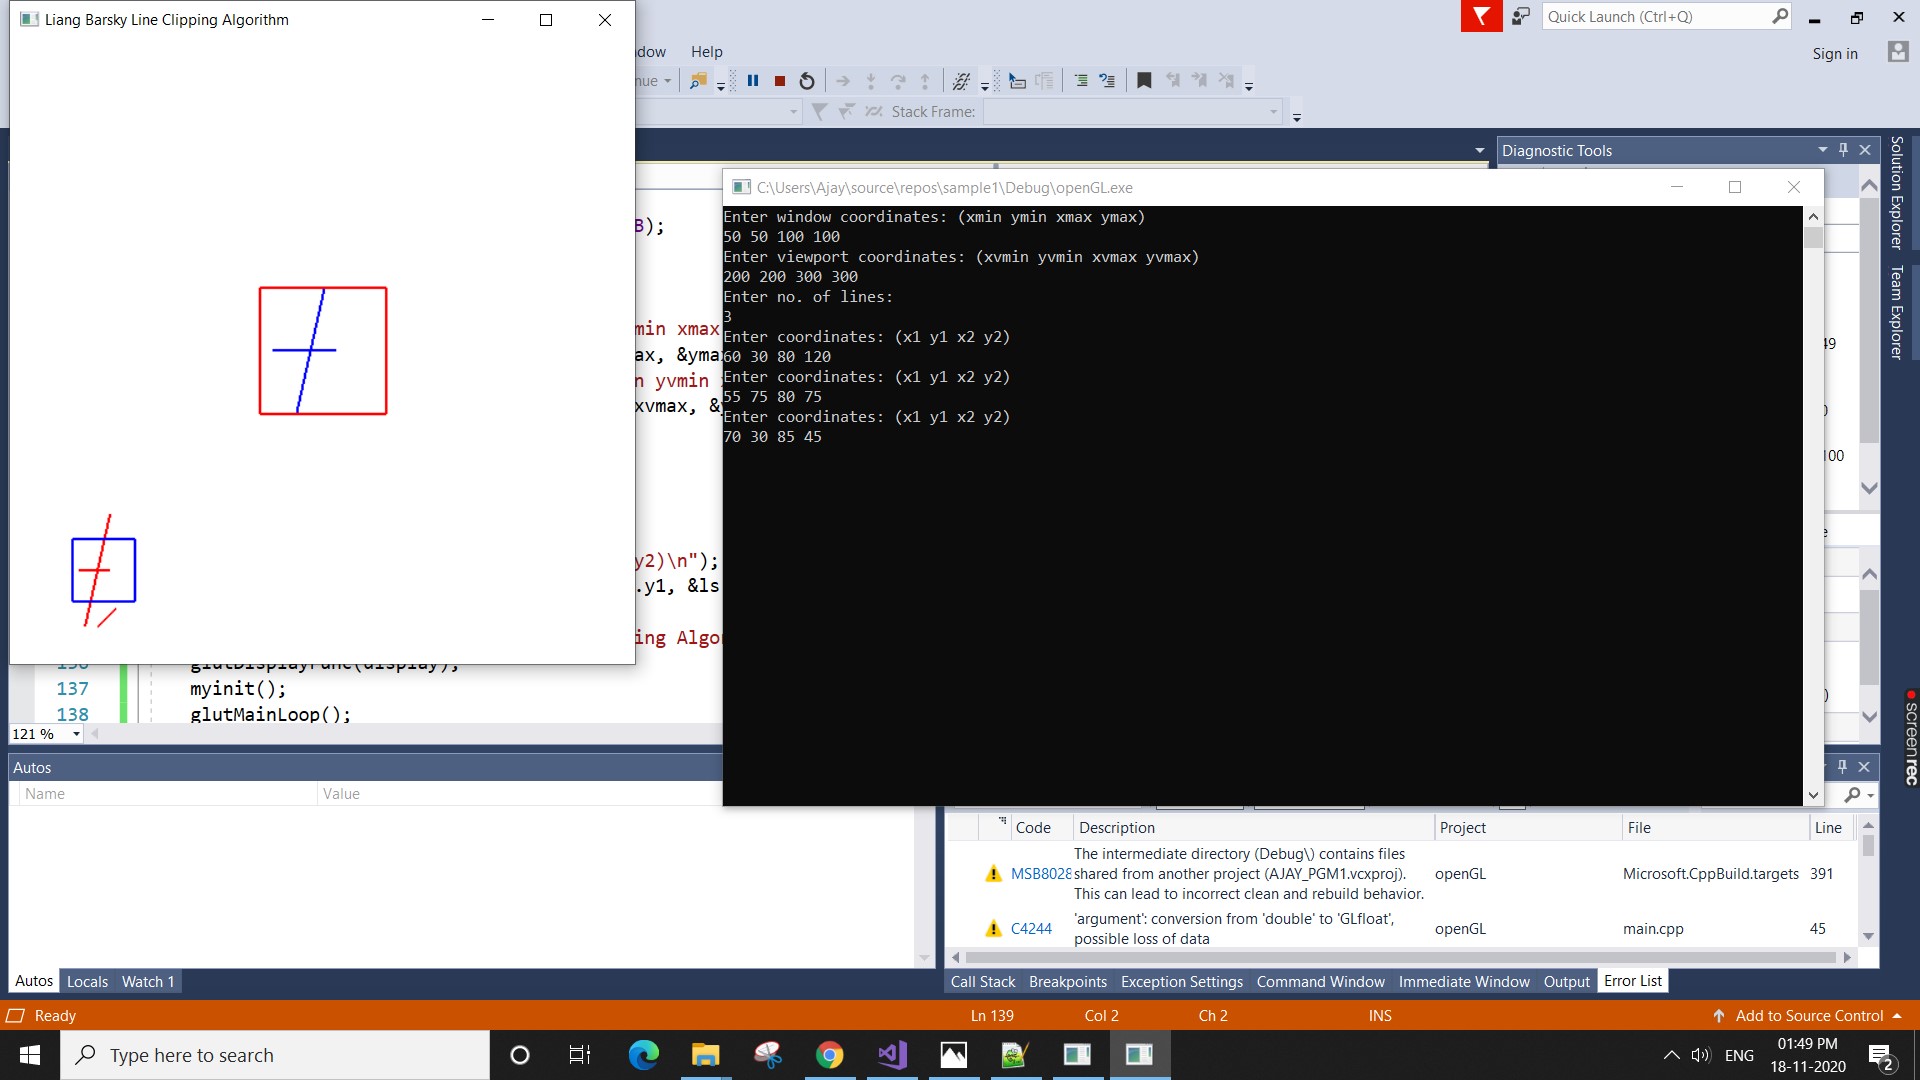 Liang Barsky Line Clipping Algorithm
Quick Launch (Ctrl+Q)
Help
Sign in
Stack Frame:
Diagnostic Tools
Solution Explorer
Team Explorer
C:\Users\Ajay\source\repos\sample1\Debug\openGL.exe
Enter window coordinates: (xmin ymin xmax ymax)
50 50 100 100
Enter viewport coordinates: (xvmin yvmin xvmax yvmax)
200 200 300 300
Enter no. of lines:
3
Enter coordinates: (x1 y1 x2 y2)
60 30 80 120
Enter coordinates: (x1 y1 x2 y2)
55 75 80 75
Enter coordinates: (x1 y1 x2 y2)
70 30 85 45
B);
min xmax
ax, &yma
n yvmin
xvmax, &
y2)\n");
.y1, &ls
ing Algo
136 glutDisplayFunc(display);
137 myinit();
138 glutMainLoop();
121 %
49
100
Autos
Name Value
Code Description Project File Line
MSB8028 The intermediate directory (Debug\) contains files shared from another project (AJAY_PGM1.vcxproj). This can lead to incorrect clean and rebuild behavior. openGL Microsoft.CppBuild.targets 391
C4244 'argument': conversion from 'double' to 'GLfloat', possible loss of data openGL main.cpp 45
Autos Locals Watch 1
Call Stack Breakpoints Exception Settings Command Window Immediate Window Output Error List
screenrec
Ready Ln 139 Col 2 Ch 2 INS Add to Source Control
Type here to search
ENG
01:49 PM
18-11-2020
2